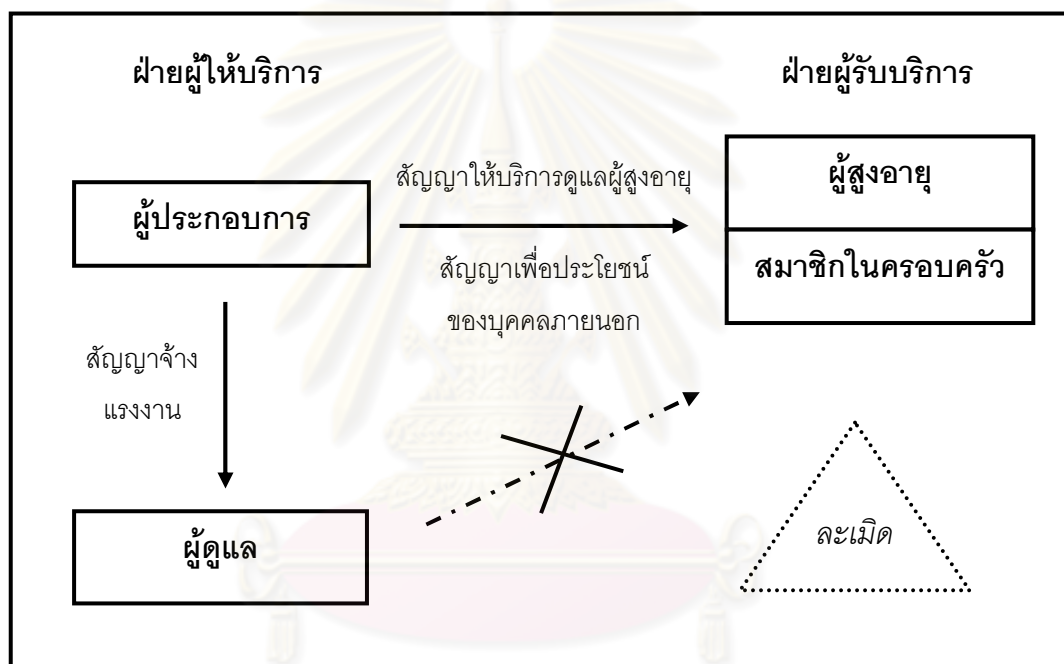 ฝ่ายผู้ให้บริการ
ฝ่ายผู้รับบริการ
ผู้ประกอบการ
สัญญาให้บริการดูแลผู้สูงอายุ
สัญญาเพื่อประโยชน์
ของบุคคลภายนอก
ผู้สูงอายุ
สมาชิกในครอบครัว
สัญญาจ้าง
แรงงาน
ผู้ดูแล
ละเมิด